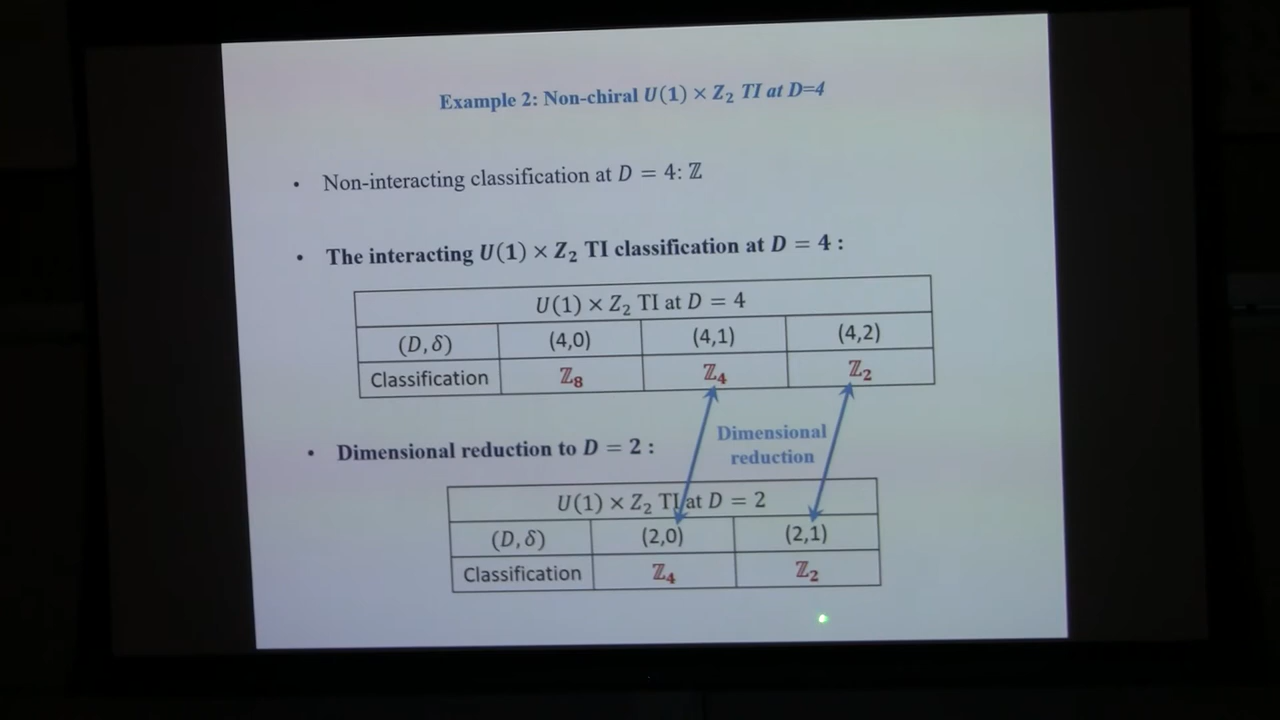 Example 2: Non-chiral U(1) × Z₂ TI at D=4
• Non-interacting classification at D = 4: ℤ
• The interacting U(1) × Z₂ TI classification at D = 4 :
U(1) × Z₂ TI at D = 4
(D, δ) (4,0) (4,1) (4,2)
Classification ℤ₈ ℤ₄ ℤ₂
Dimensional
reduction
• Dimensional reduction to D = 2 :
U(1) × Z₂ TI at D = 2
(D, δ) (2,0) (2,1)
Classification ℤ₄ ℤ₂